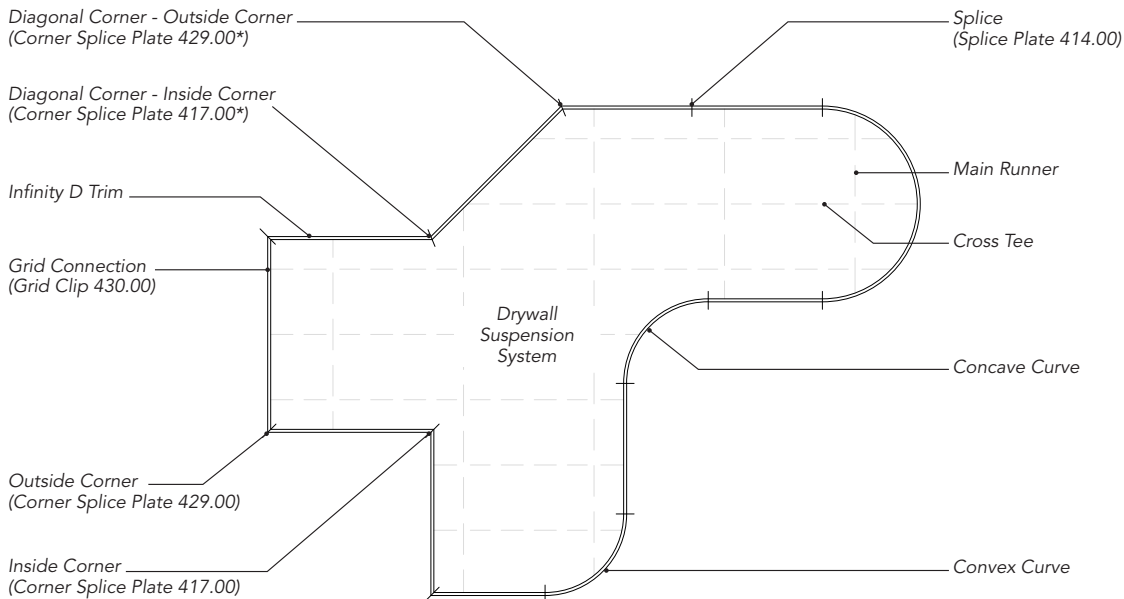 Diagonal Corner - Outside Corner
(Corner Splice Plate 429.00*)
Diagonal Corner - Inside Corner
(Corner Splice Plate 417.00*)
Infinity D Trim
Grid Connection
(Grid Clip 430.00)
Outside Corner
(Corner Splice Plate 429.00)
Inside Corner
(Corner Splice Plate 417.00)
Drywall
Suspension
System
Splice
(Splice Plate 414.00)
Main Runner
Cross Tee
Concave Curve
Convex Curve